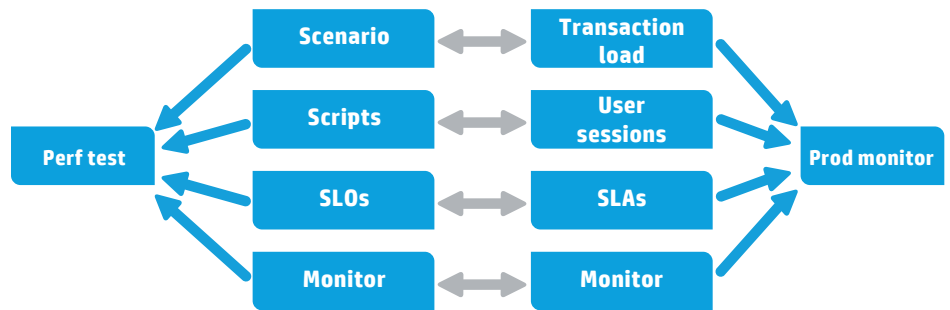 Scenario
Transaction
load
Scripts
User
sessions
Perf test
Prod monitor
SLOs
SLAs
Monitor
Monitor